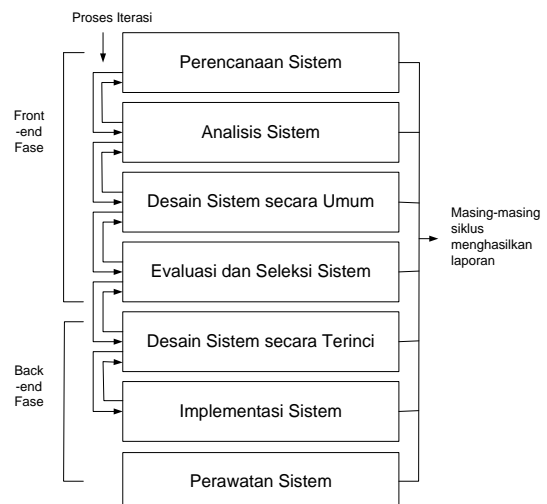 Proses Iterasi
Perencanaan Sistem
Front
-end
Fase
Analisis Sistem
Desain Sistem secara Umum
Masing-masing
siklus
menghasilkan
laporan
Evaluasi dan Seleksi Sistem
Desain Sistem secara Terinci
Back
-end
Fase
Implementasi Sistem
Perawatan Sistem